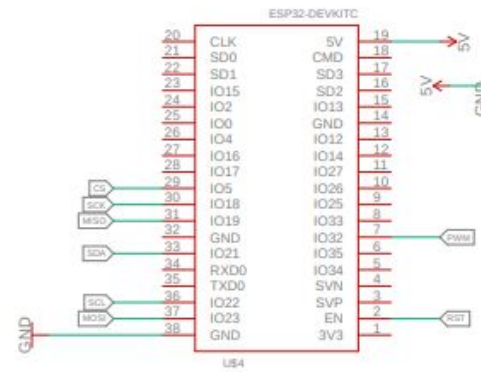 ESP32-DEVKITC
20 CLK 5V 19 5V
21 SD0 CMD 18
22 SD1 SD3 17
23 IO15 SD2 16 5V GND
24 IO2 IO13 15
25 IO0 GND 14
26 IO4 IO12 13
27 IO16 IO14 12
28 IO17 IO27 11
CS 29 IO5 IO26 10
SCK 30 IO18 IO25 9
MISO 31 IO19 IO33 8
32 GND IO32 7 PWM
SDA 33 IO21 IO35 6
34 RXD0 IO34 5
35 TXD0 SVN 4
SCL 36 IO22 SVP 3
MOSI 37 IO23 EN 2 RST
GND 38 GND 3V3 1
U$4